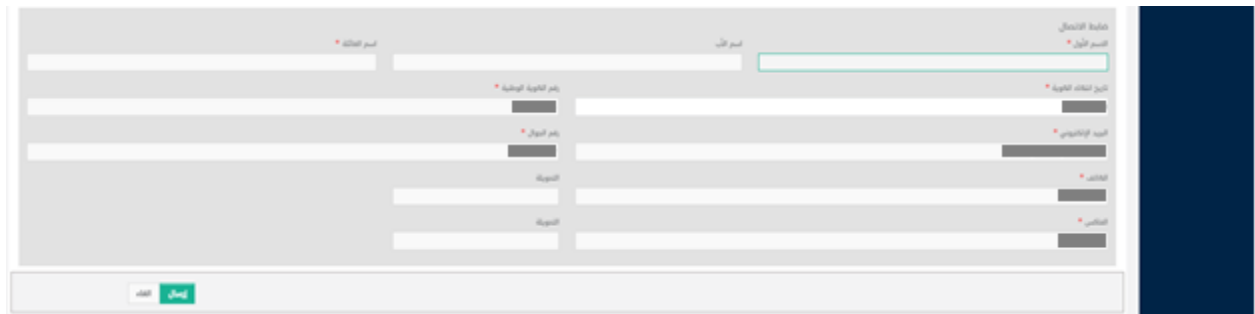 ضابط الاتصال
الاسم الأول *
اسم الأب
اسم العائلة *
تاريخ انتهاء الهوية *
رقم الهوية الوطنية *
البريد الإلكتروني *
رقم الجوال *
الهاتف *
التحويلة
الفاكس *
التحويلة
إرسال
الغاء